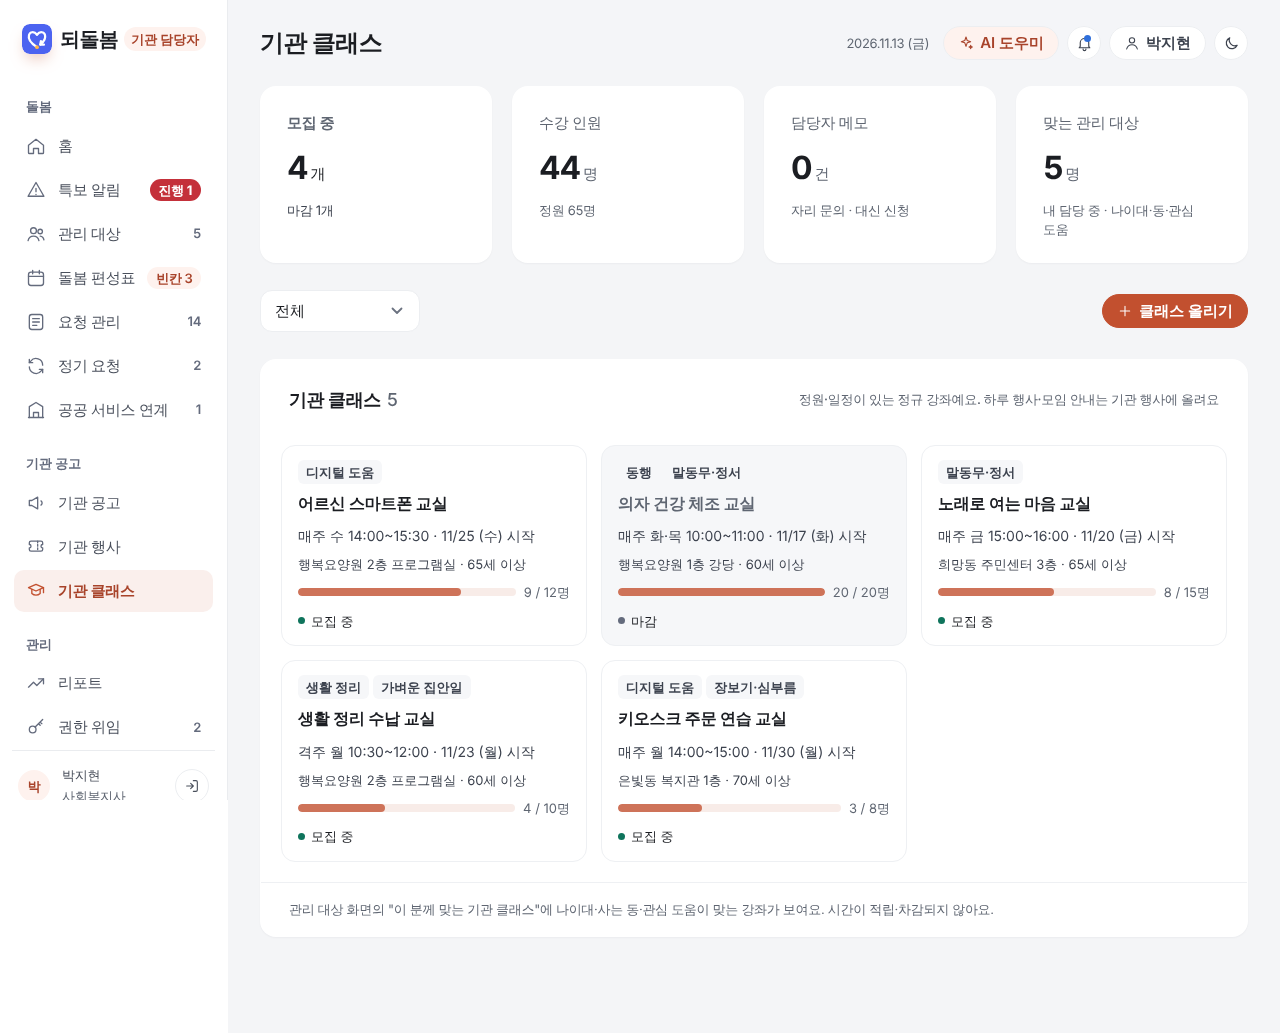 되돌봄 기관 담당자
돌봄
홈
특보 알림 진행 1
관리 대상 5
돌봄 편성표 빈칸 3
요청 관리 14
정기 요청 2
공공 서비스 연계 1
기관 공고
기관 공고
기관 행사
기관 클래스
관리
리포트
권한 위임 2
박 박지현
사회복지사
기관 클래스
2026.11.13 (금) AI 도우미 박지현
모집 중
4개
마감 1개
수강 인원
44명
정원 65명
담당자 메모
0건
자리 문의 · 대신 신청
맞는 관리 대상
5명
내 담당 중 · 나이대·동·관심
도움
전체
클래스 올리기
기관 클래스 5
정원·일정이 있는 정규 강좌예요. 하루 행사·모임 안내는 기관 행사에 올려요
디지털 도움
어르신 스마트폰 교실
매주 수 14:00~15:30 · 11/25 (수) 시작
행복요양원 2층 프로그램실 · 65세 이상
9 / 12명
모집 중
동행 말동무·정서
의자 건강 체조 교실
매주 화·목 10:00~11:00 · 11/17 (화) 시작
행복요양원 1층 강당 · 60세 이상
20 / 20명
마감
말동무·정서
노래로 여는 마음 교실
매주 금 15:00~16:00 · 11/20 (금) 시작
희망동 주민센터 3층 · 65세 이상
8 / 15명
모집 중
생활 정리 가벼운 집안일
생활 정리 수납 교실
격주 월 10:30~12:00 · 11/23 (월) 시작
행복요양원 2층 프로그램실 · 60세 이상
4 / 10명
모집 중
디지털 도움 장보기·심부름
키오스크 주문 연습 교실
매주 월 14:00~15:00 · 11/30 (월) 시작
은빛동 복지관 1층 · 70세 이상
3 / 8명
모집 중
관리 대상 화면의 "이 분께 맞는 기관 클래스"에 나이대·사는 동·관심 도움이 맞는 강좌가 보여요. 시간이 적립·차감되지 않아요.